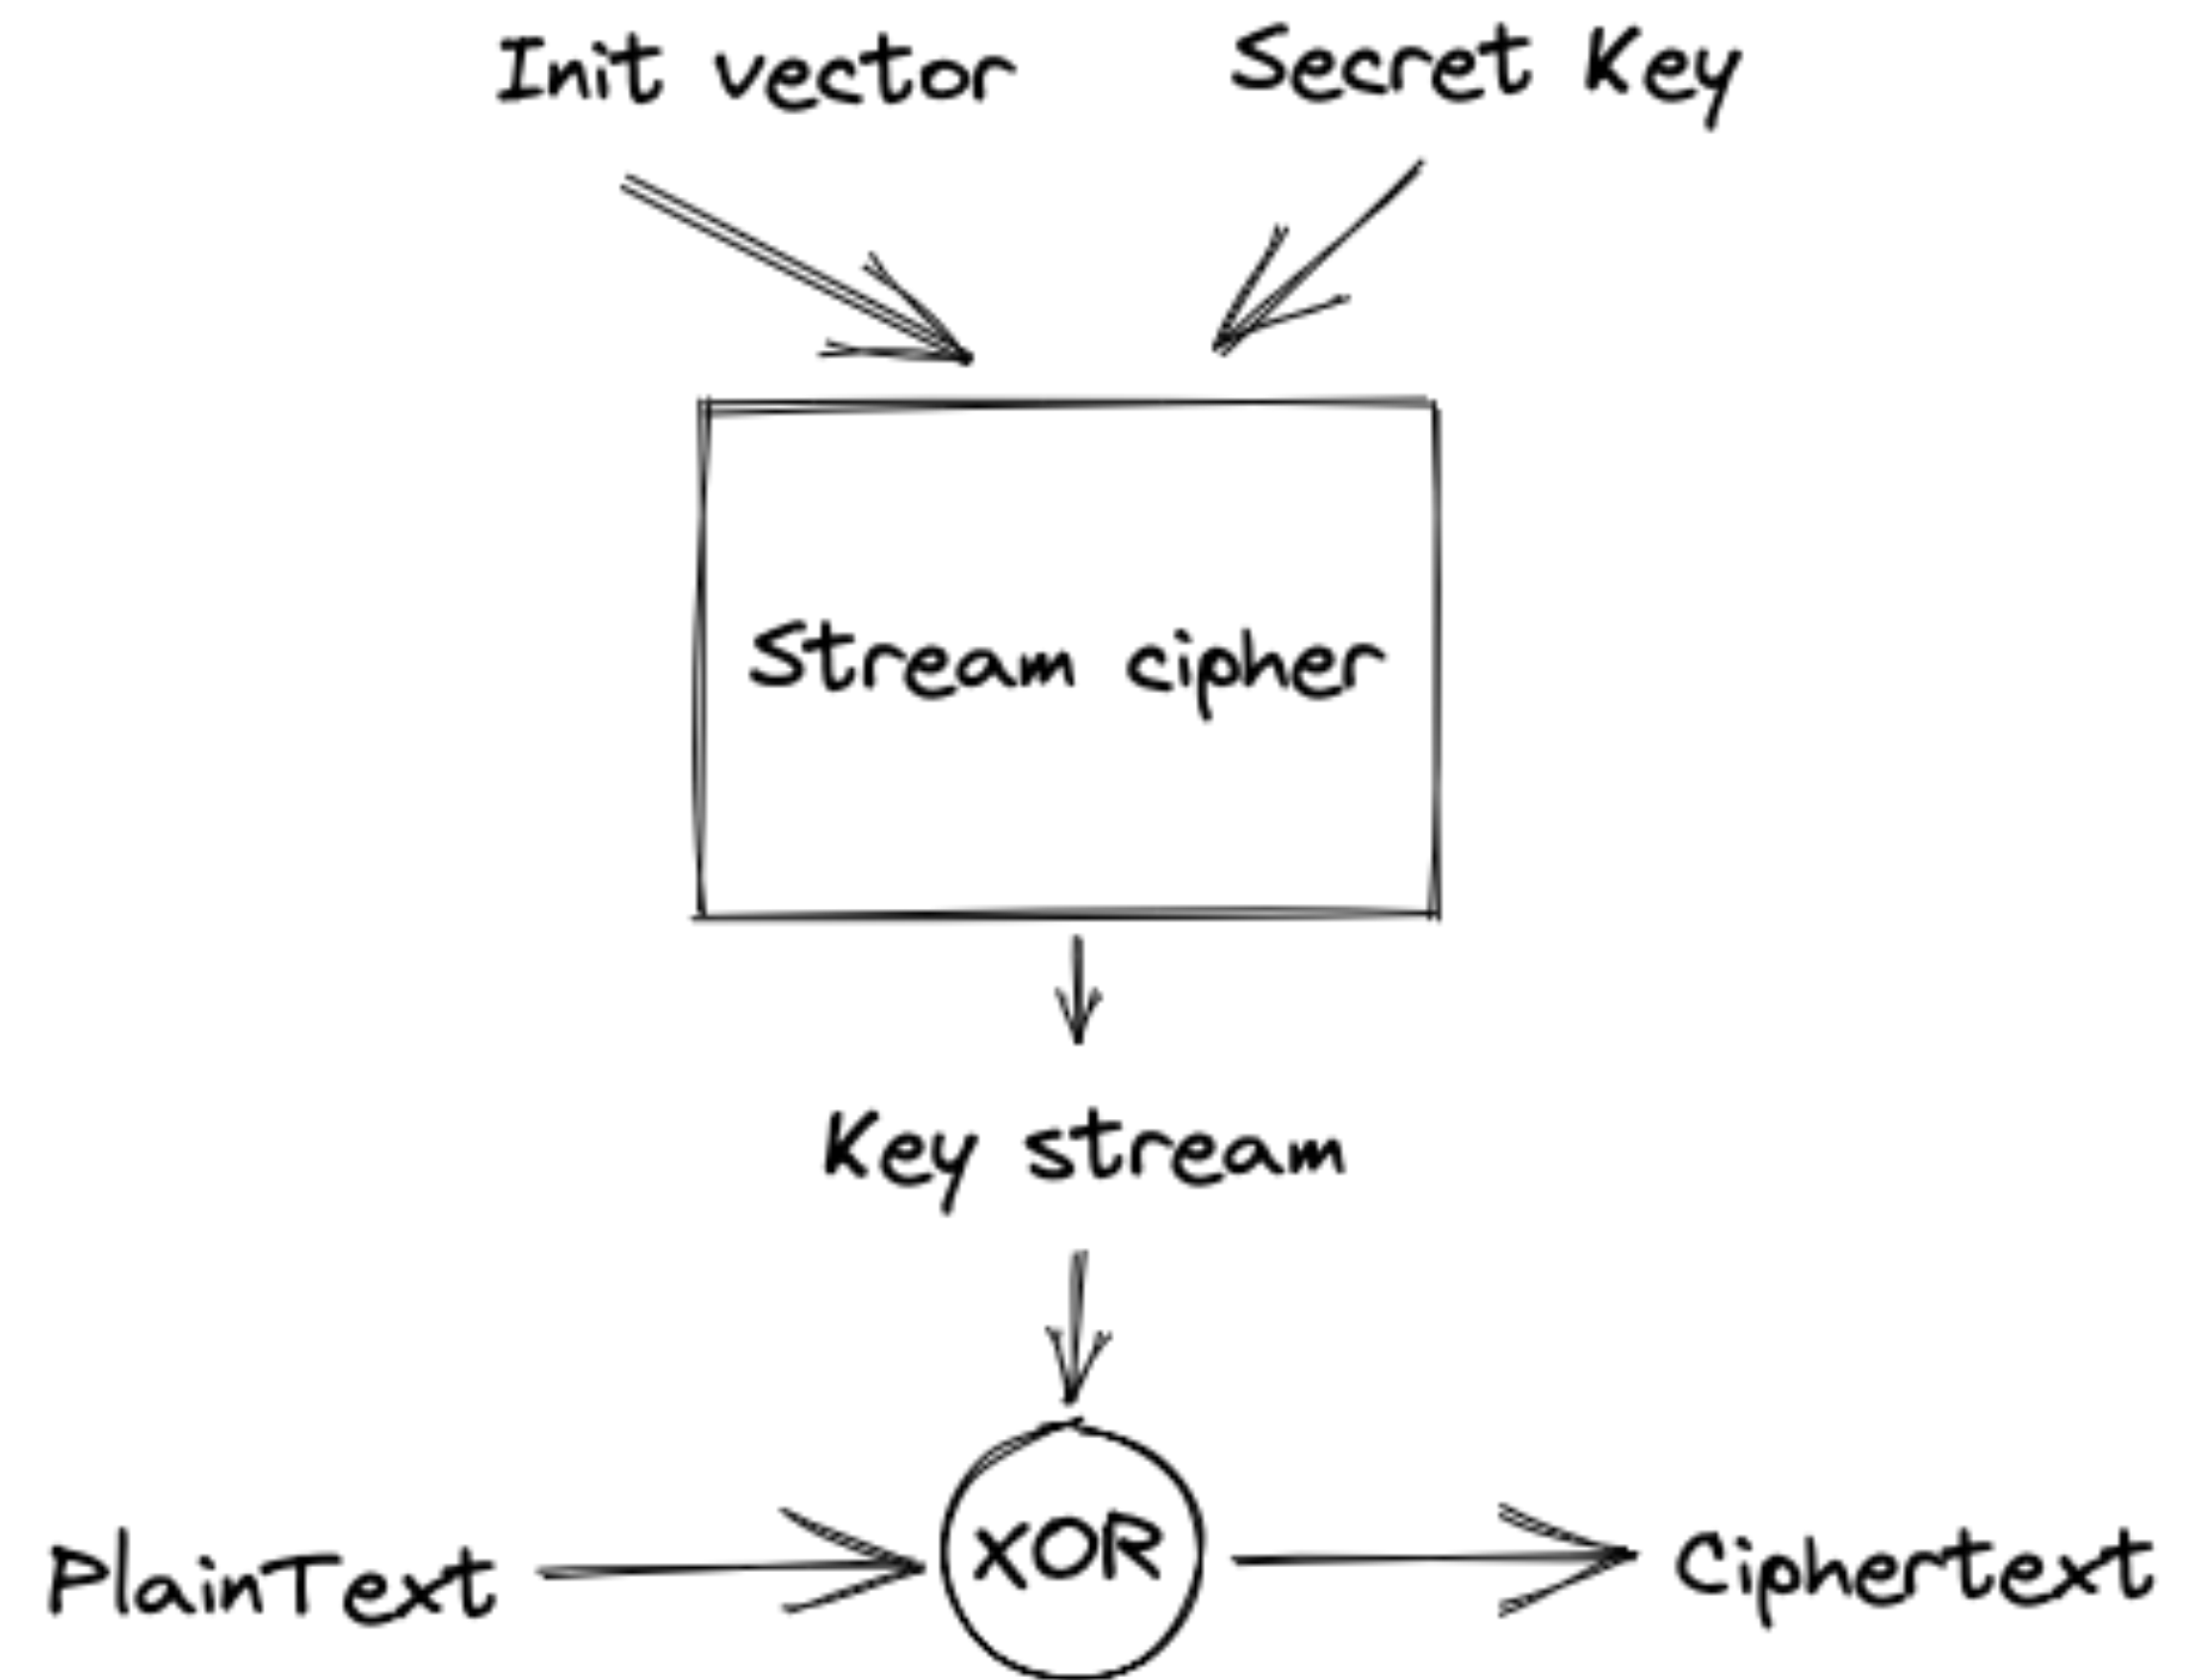 Init vector
Secret Key
Stream cipher
Key stream
PlainText
XOR
Ciphertext